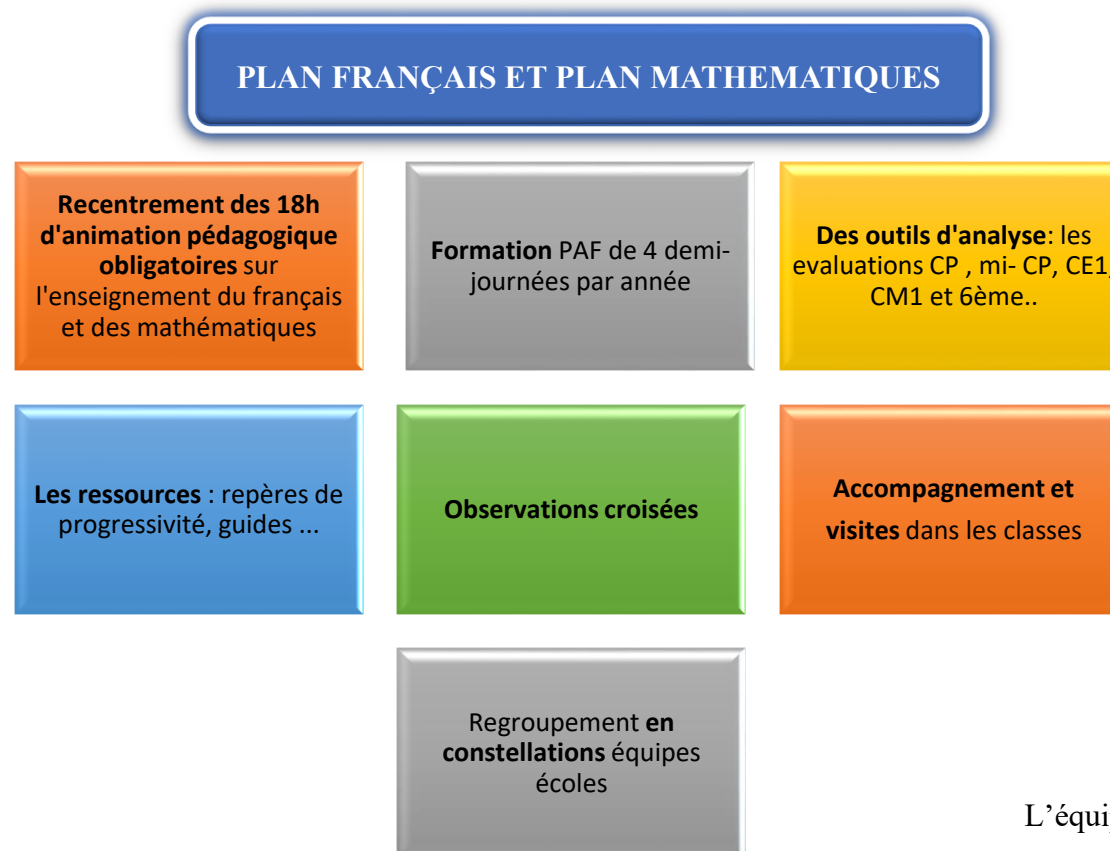 PLAN FRANÇAIS ET PLAN MATHEMATIQUES
Recentrement des 18h
d'animation pédagogique
obligatoires sur
l'enseignement du français
et des mathématiques
Formation PAF de 4 demi-
journées par année
Des outils d'analyse: les
evaluations CP , mi- CP, CE1,
CM1 et 6ème..
Les ressources : repères de
progressivité, guides ...
Observations croisées
Accompagnement et
visites dans les classes
Regroupement en
constellations équipes
écoles